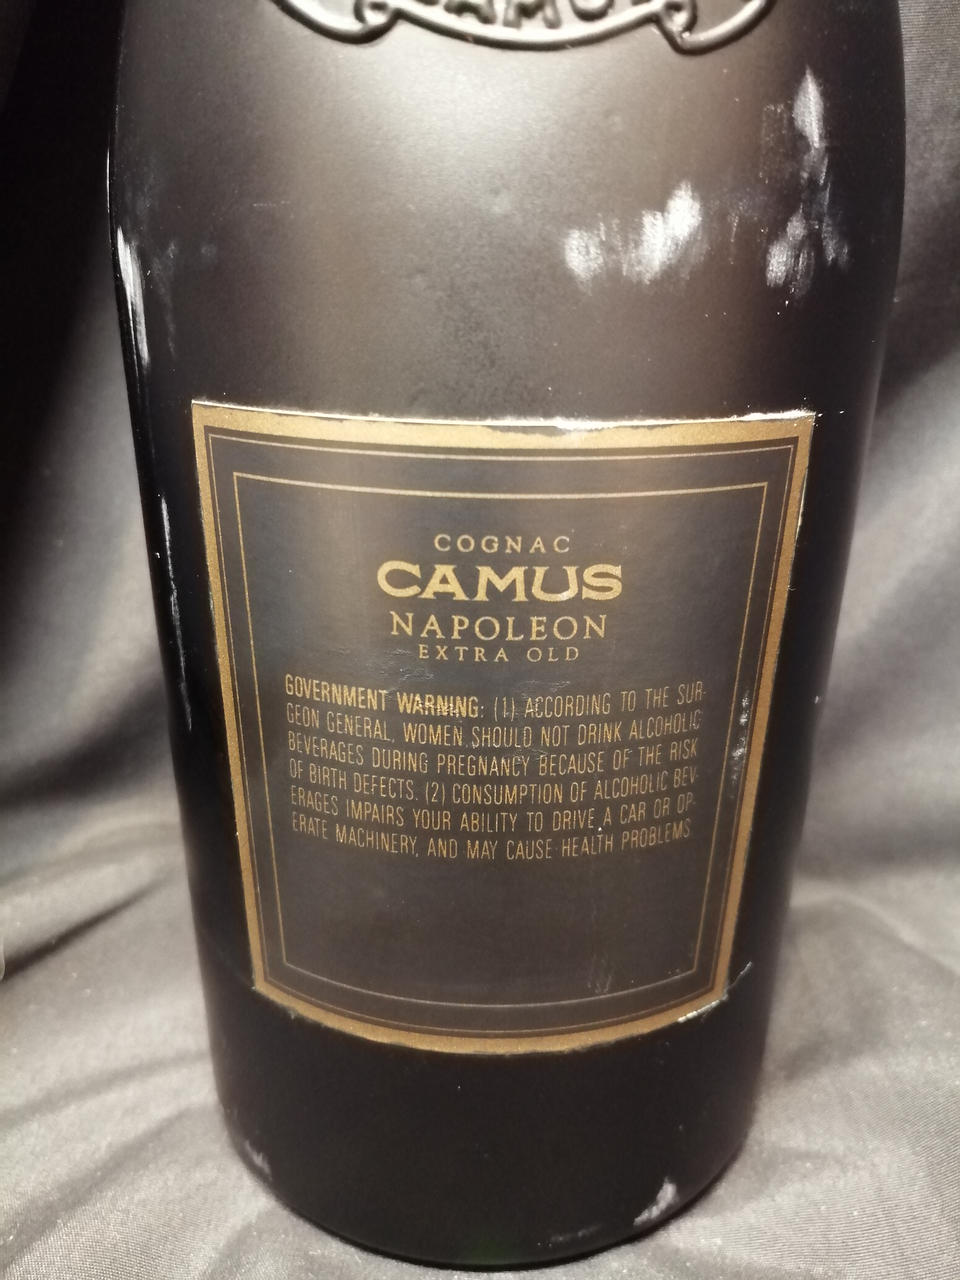 CAMUS
COGNAC
CAMUS
NAPOLEON
EXTRA OLD
GOVERNMENT WARNING: (1) ACCORDING TO THE SUR-
GEON GENERAL, WOMEN SHOULD NOT DRINK ALCOHOLIC
BEVERAGES DURING PREGNANCY BECAUSE OF THE RISK
OF BIRTH DEFECTS. (2) CONSUMPTION OF ALCOHOLIC BEV-
ERAGES IMPAIRS YOUR ABILITY TO DRIVE A CAR OR OP-
ERATE MACHINERY, AND MAY CAUSE HEALTH PROBLEMS.